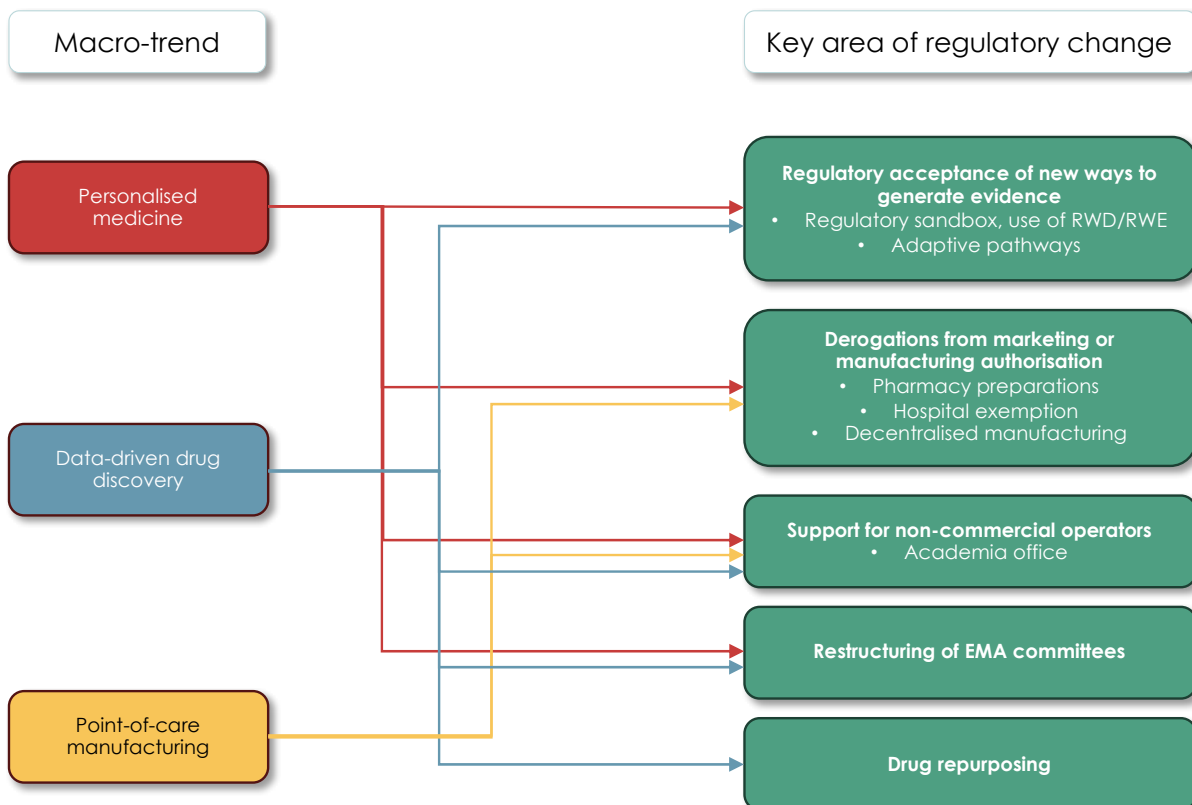 Macro-trend
Key area of regulatory change
Personalised
medicine
Regulatory acceptance of new ways to
generate evidence
• Regulatory sandbox, use of RWD/RWE
• Adaptive pathways
Derogations from marketing or
manufacturing authorisation
• Pharmacy preparations
• Hospital exemption
• Decentralised manufacturing
Data-driven drug
discovery
Support for non-commercial operators
• Academia office
Restructuring of EMA committees
Point-of-care
manufacturing
Drug repurposing